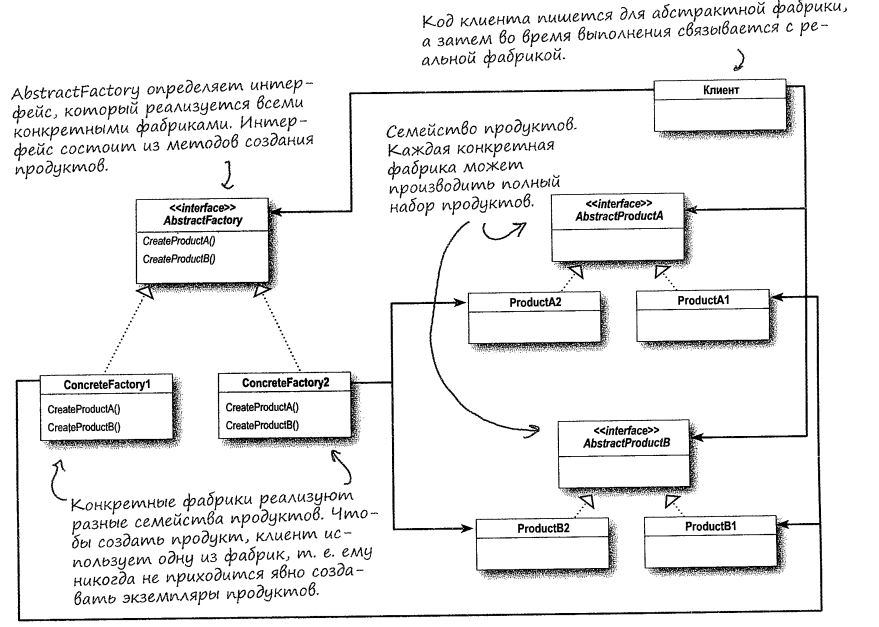 Код клиента пишется для абстрактной фабрики,
а затем во время выполнения связывается с ре-
альной фабрикой.
AbstractFactory определяет интер-
фейс, который реализуется всеми
конкретными фабриками. Интер-
фейс состоит из методов создания
продуктов.
Клиент
Семейство продуктов.
Каждая конкретная
фабрика может
производить полный
набор продуктов.
<<interface>>
AbstractFactory
CreateProductA()
CreateProductB()
<<interface>>
AbstractProductA
ProductA2
ProductA1
ConcreteFactory1
CreateProductA()
CreateProductB()
ConcreteFactory2
CreateProductA()
CreateProductB()
<<interface>>
AbstractProductB
ProductB2
ProductB1
Конкретные фабрики реализуют
разные семейства продуктов. Что-
бы создать продукт, клиент ис-
пользует одну из фабрик, т. е. ему
никогда не приходится явно созда-
вать экземпляры продуктов.